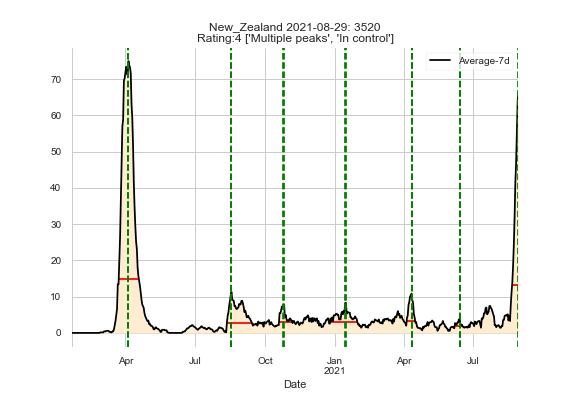 New_Zealand 2021-08-29: 3520
Rating:4 ['Multiple peaks', 'In control']
Average-7d
70
60
50
40
30
20
10
0
Apr
Jul
Oct
Jan
2021
Apr
Jul
Date